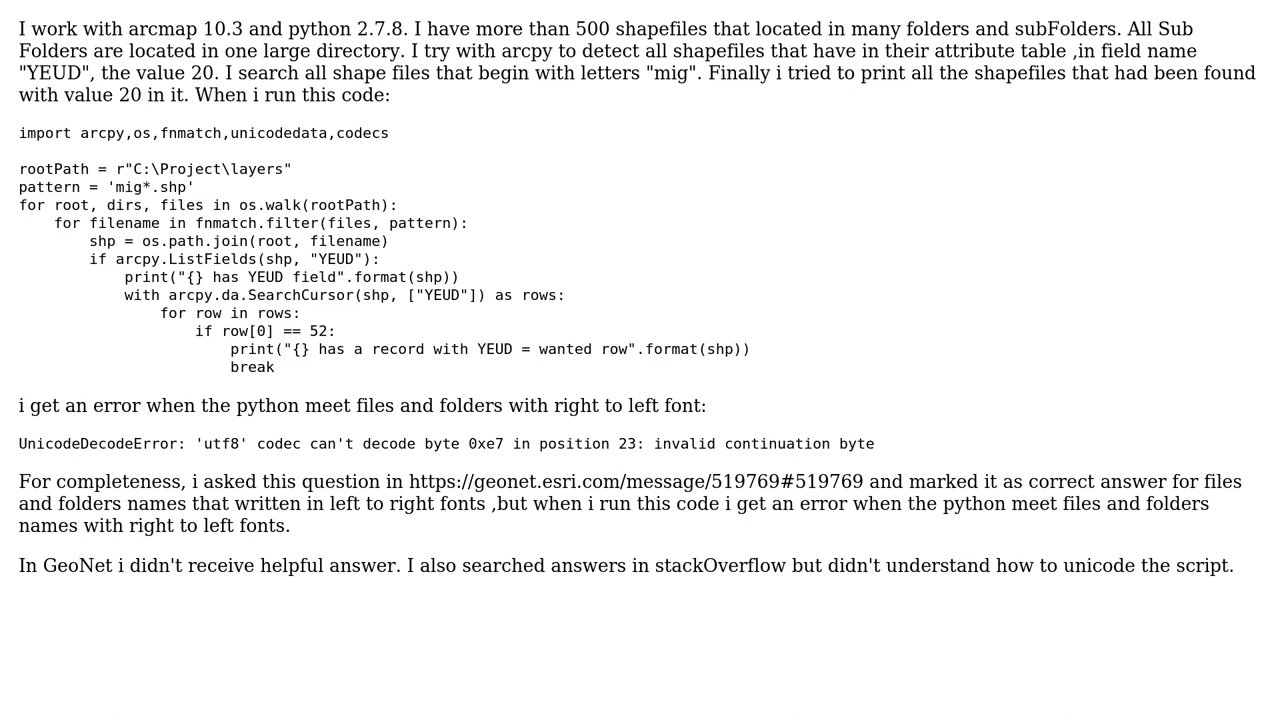 I work with arcmap 10.3 and python 2.7.8. I have more than 500 shapefiles that located in many folders and subFolders. All Sub
Folders are located in one large directory. I try with arcpy to detect all shapefiles that have in their attribute table ,in field name
"YEUD", the value 20. I search all shape files that begin with letters "mig". Finally i tried to print all the shapefiles that had been found
with value 20 in it. When i run this code:

import arcpy,os,fnmatch,unicodedata,codecs

rootPath = r"C:\Project\layers"
pattern = 'mig*.shp'
for root, dirs, files in os.walk(rootPath):
    for filename in fnmatch.filter(files, pattern):
        shp = os.path.join(root, filename)
        if arcpy.ListFields(shp, "YEUD"):
            print("{} has YEUD field".format(shp))
            with arcpy.da.SearchCursor(shp, ["YEUD"]) as rows:
                for row in rows:
                    if row[0] == 52:
                        print("{} has a record with YEUD = wanted row".format(shp))
                        break

i get an error when the python meet files and folders with right to left font:

UnicodeDecodeError: 'utf8' codec can't decode byte 0xe7 in position 23: invalid continuation byte

For completeness, i asked this question in https://geonet.esri.com/message/519769#519769 and marked it as correct answer for files
and folders names that written in left to right fonts ,but when i run this code i get an error when the python meet files and folders
names with right to left fonts.

In GeoNet i didn't receive helpful answer. I also searched answers in stackOverflow but didn't understand how to unicode the script.